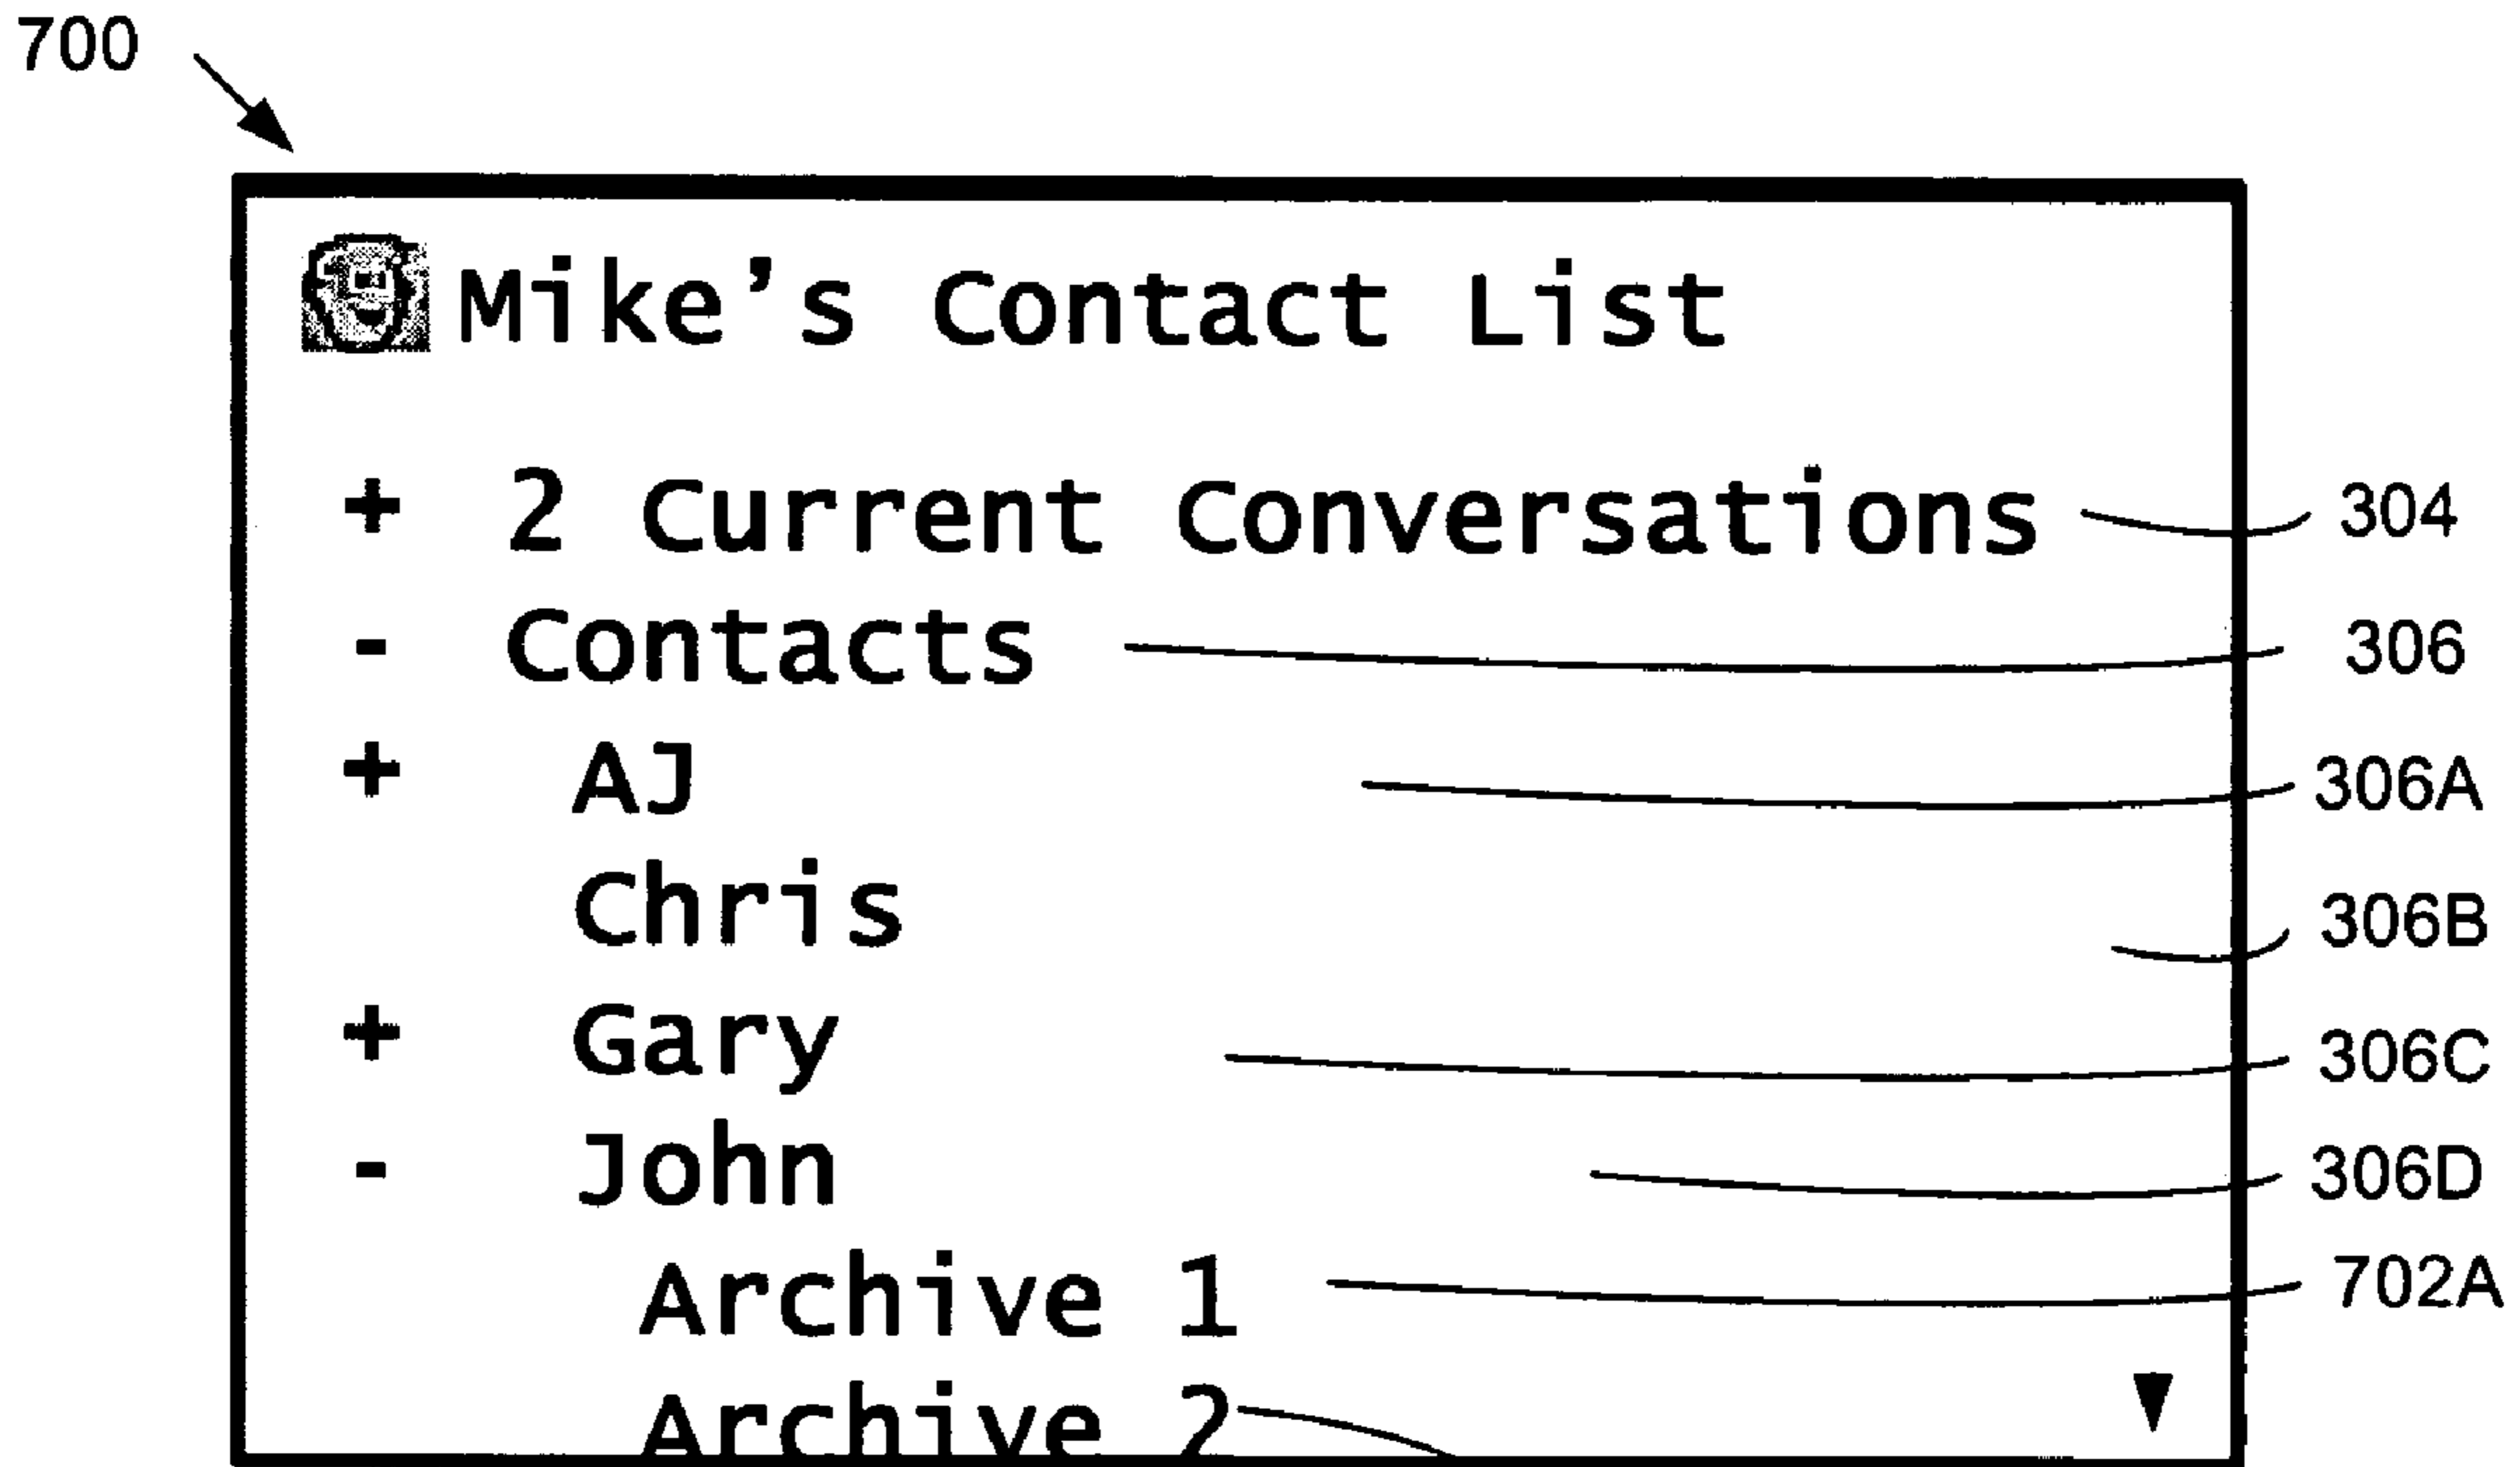 700
Mike's Contact List
+ 2 Current Conversations 304
- Contacts 306
+ AJ 306A
Chris 306B
+ Gary 306C
- John 306D
Archive 1 702A
Archive 2